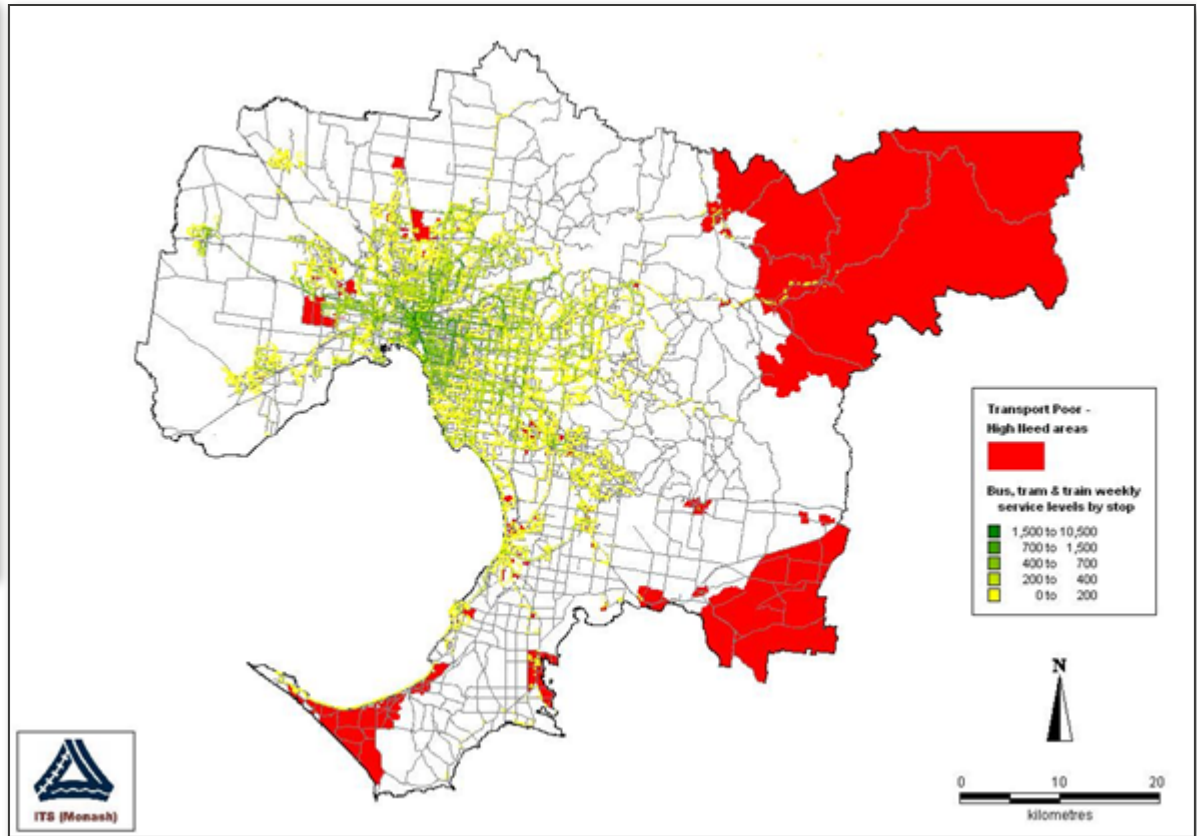 Transport Poor -
High Need areas
Bus, tram & train weekly
service levels by stop
1,500 to 10,500
700 to 1,500
400 to 700
200 to 400
0 to 200
N
0 10 20
kilometres
ITS (Monash)